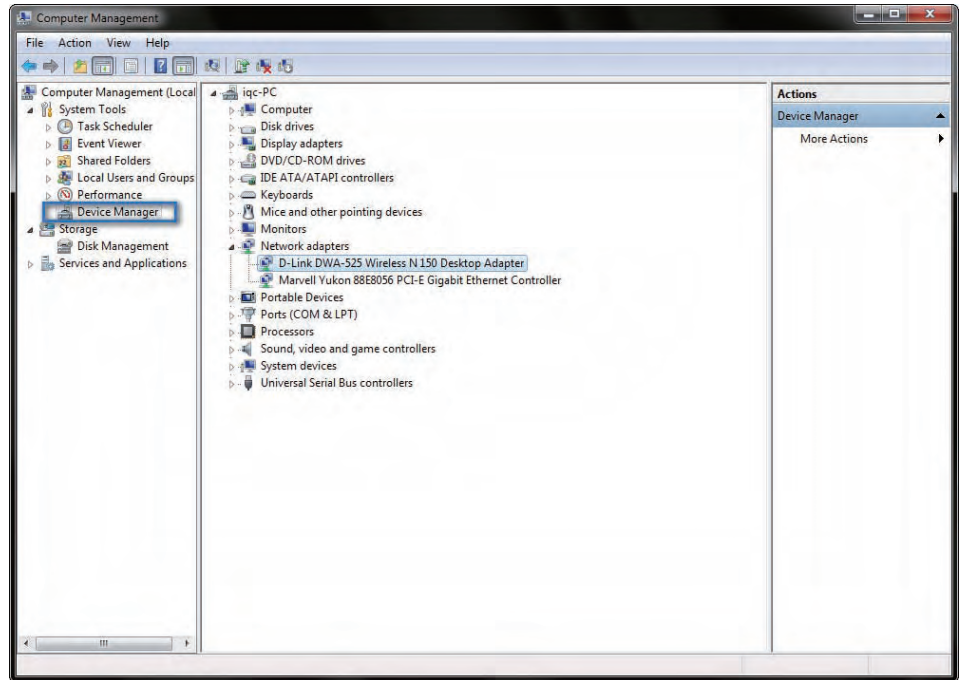 Computer Management
File Action View Help
Computer Management (Local
System Tools
Task Scheduler
Event Viewer
Shared Folders
Local Users and Groups
Performance
Device Manager
Storage
Disk Management
Services and Applications
iqc-PC
Computer
Disk drives
Display adapters
DVD/CD-ROM drives
IDE ATA/ATAPI controllers
Keyboards
Mice and other pointing devices
Monitors
Network adapters
D-Link DWA-525 Wireless N 150 Desktop Adapter
Marvell Yukon 88E8056 PCI-E Gigabit Ethernet Controller
Portable Devices
Ports (COM & LPT)
Processors
Sound, video and game controllers
System devices
Universal Serial Bus controllers
Actions
Device Manager
More Actions